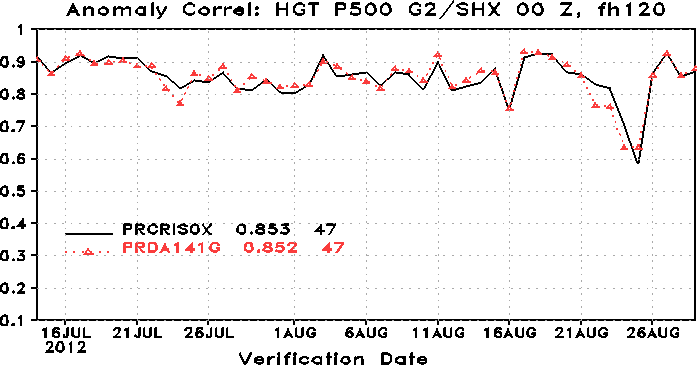 Anomaly Correl: HGT P500 G2/SHX 00 Z, fh120
1
0.9
0.8
0.7
0.6
0.5
0.4
0.3
0.2
0.1
PRCRIS0X 0.853 47
PRDA141G 0.852 47
16JUL 21JUL 26JUL 1AUG 6AUG 11AUG 16AUG 21AUG 26AUG
2012
Verification Date